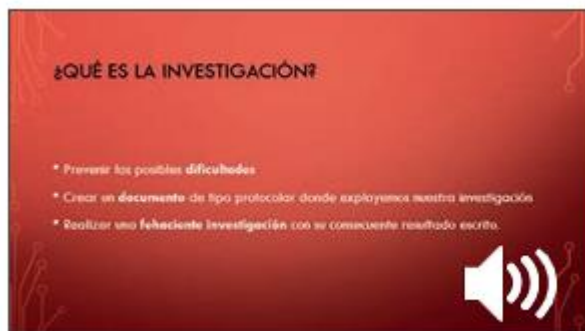 ¿QUÉ ES LA INVESTIGACIÓN?
* Prevenir las posibles dificultades
* Crear un documento de tipo protocolar donde explayemos nuestra investigación
* Realizar una fehaciente investigación con su consecuente resultado escrito.